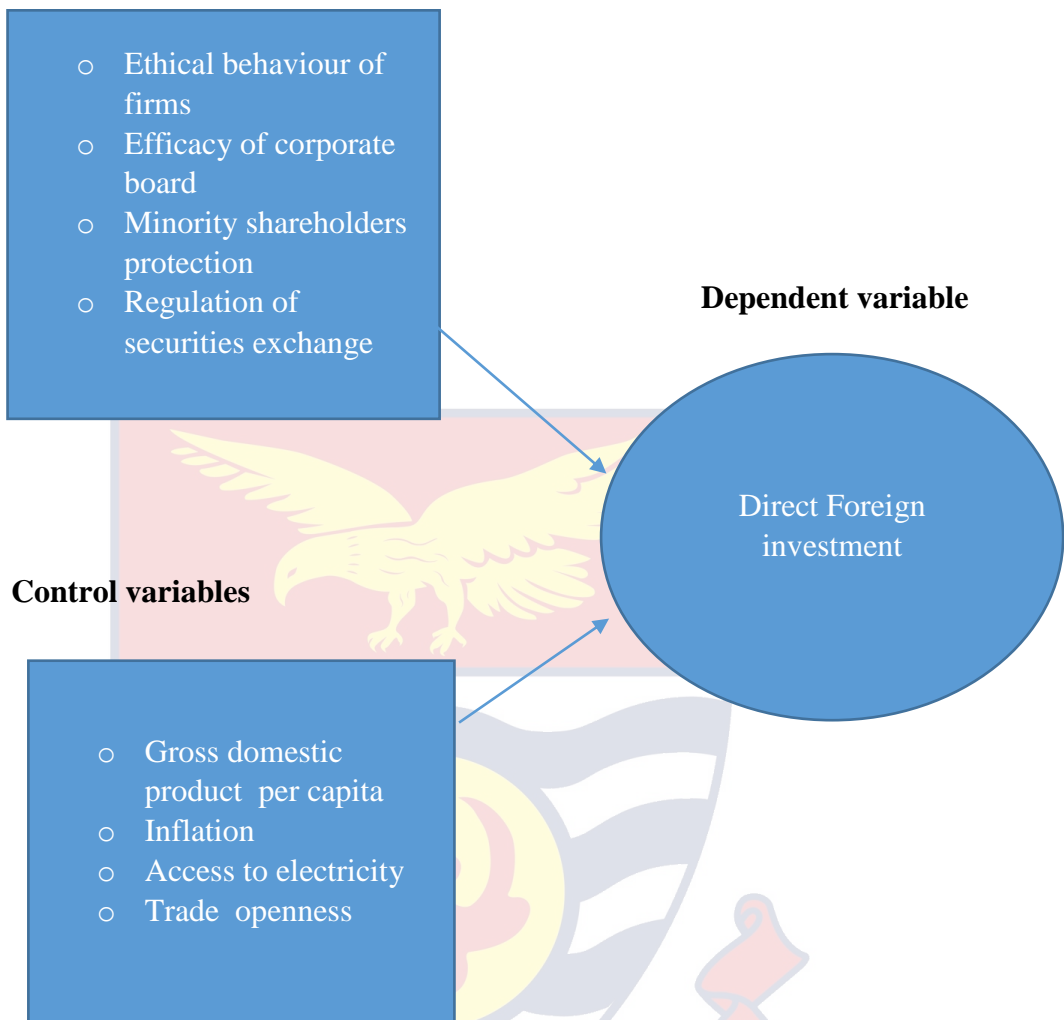 o Ethical behaviour of
firms
o Efficacy of corporate
board
o Minority shareholders
protection
o Regulation of
securities exchange
Dependent variable
Direct Foreign
investment
Control variables
o Gross domestic
product per capita
o Inflation
o Access to electricity
o Trade openness